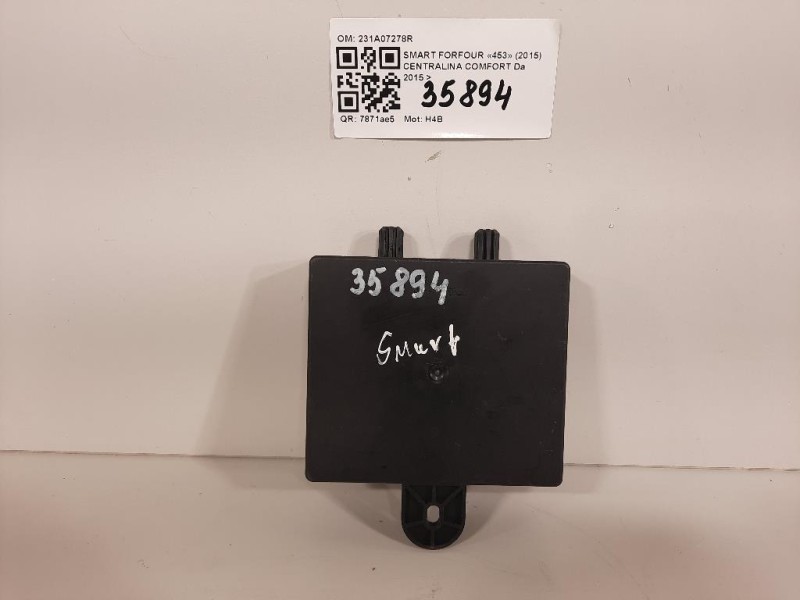 OM: 231A07278R
SMART FORFOUR «453» (2015)
CENTRALINA COMFORT Da
2015 >
35894
QR: 7871ae5 Mot: H4B
35894
Smart